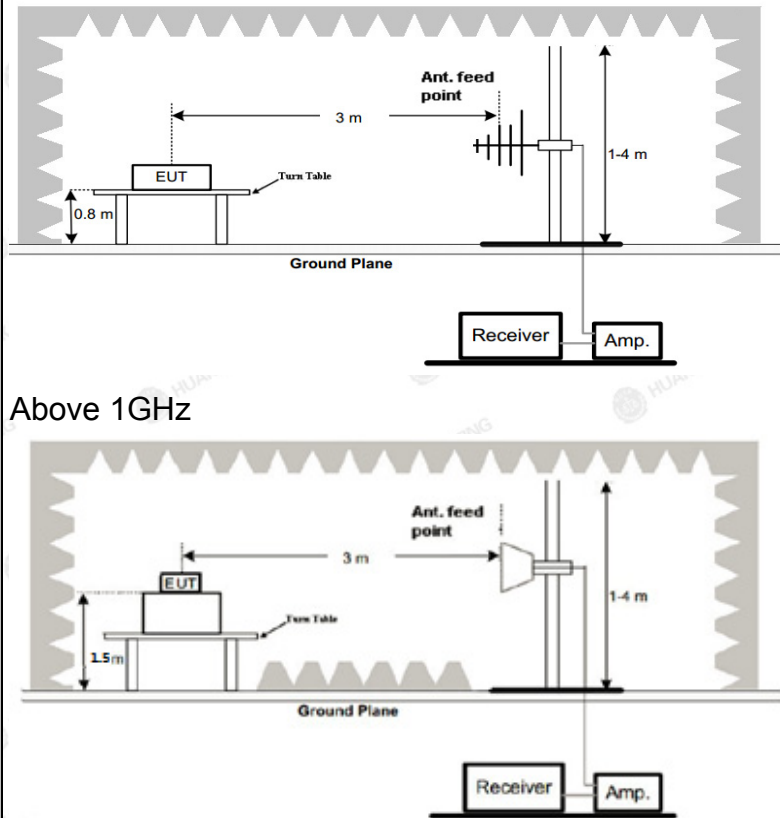 Ant. feed
point
3 m
1-4 m
EUT
Turn Table
0.8 m
Ground Plane
Receiver
Amp.
HUAK
Above 1GHz
Ant. feed
point
3 m
EUT
1-4 m
Turn Table
1.5m
Ground Plane
Receiver
Amp.